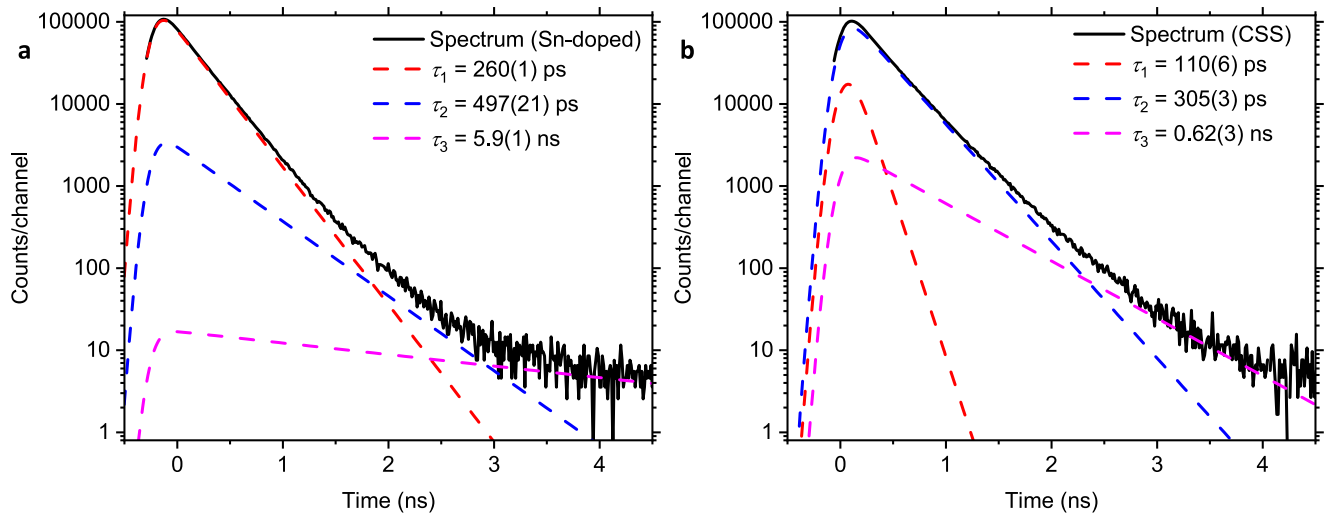 a
Spectrum (Sn-doped)
τ1 = 260(1) ps
τ2 = 497(21) ps
τ3 = 5.9(1) ns
100000
10000
1000
100
10
1
Counts/channel
0 1 2 3 4
Time (ns)
b
Spectrum (CSS)
τ1 = 110(6) ps
τ2 = 305(3) ps
τ3 = 0.62(3) ns
100000
10000
1000
100
10
1
Counts/channel
0 1 2 3 4
Time (ns)